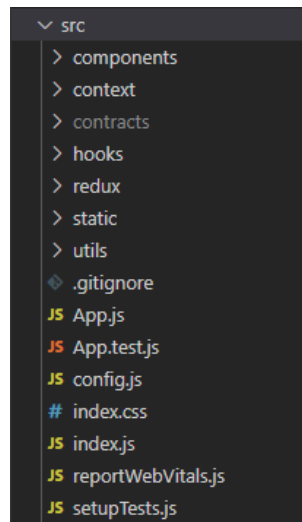 src
components
context
contracts
hooks
redux
static
utils
.gitignore
JS App.js
JS App.test.js
JS config.js
# index.css
JS index.js
JS reportWebVitals.js
JS setupTests.js